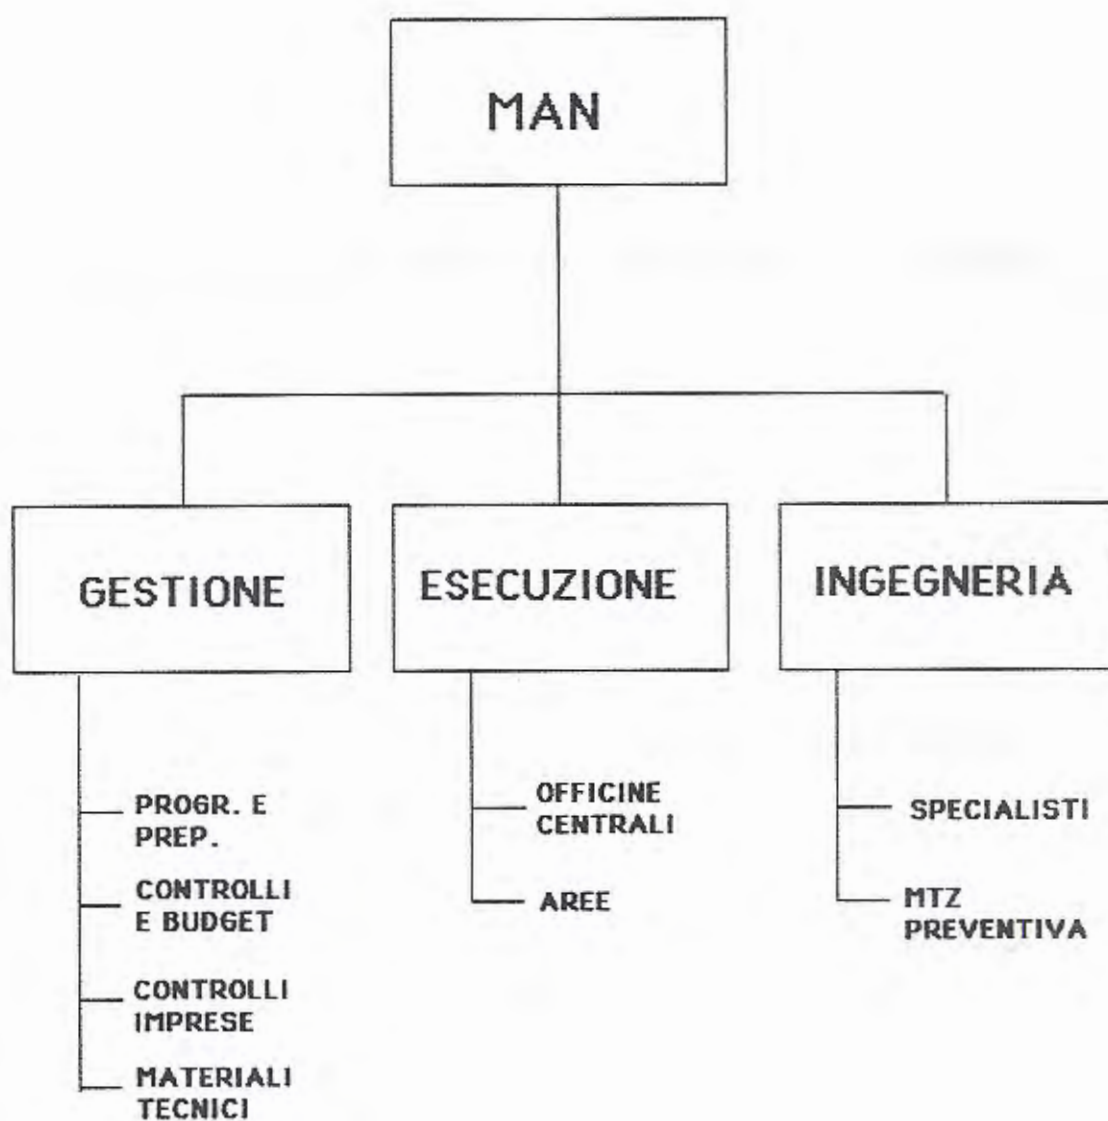 MAN
GESTIONE
ESECUZIONE
INGEGNERIA
PROGR. E
PREP.
CONTROLLI
E BUDGET
CONTROLLI
IMPRESE
MATERIALI
TECNICI
OFFICINE
CENTRALI
AREE
SPECIALISTI
MTZ
PREVENTIVA